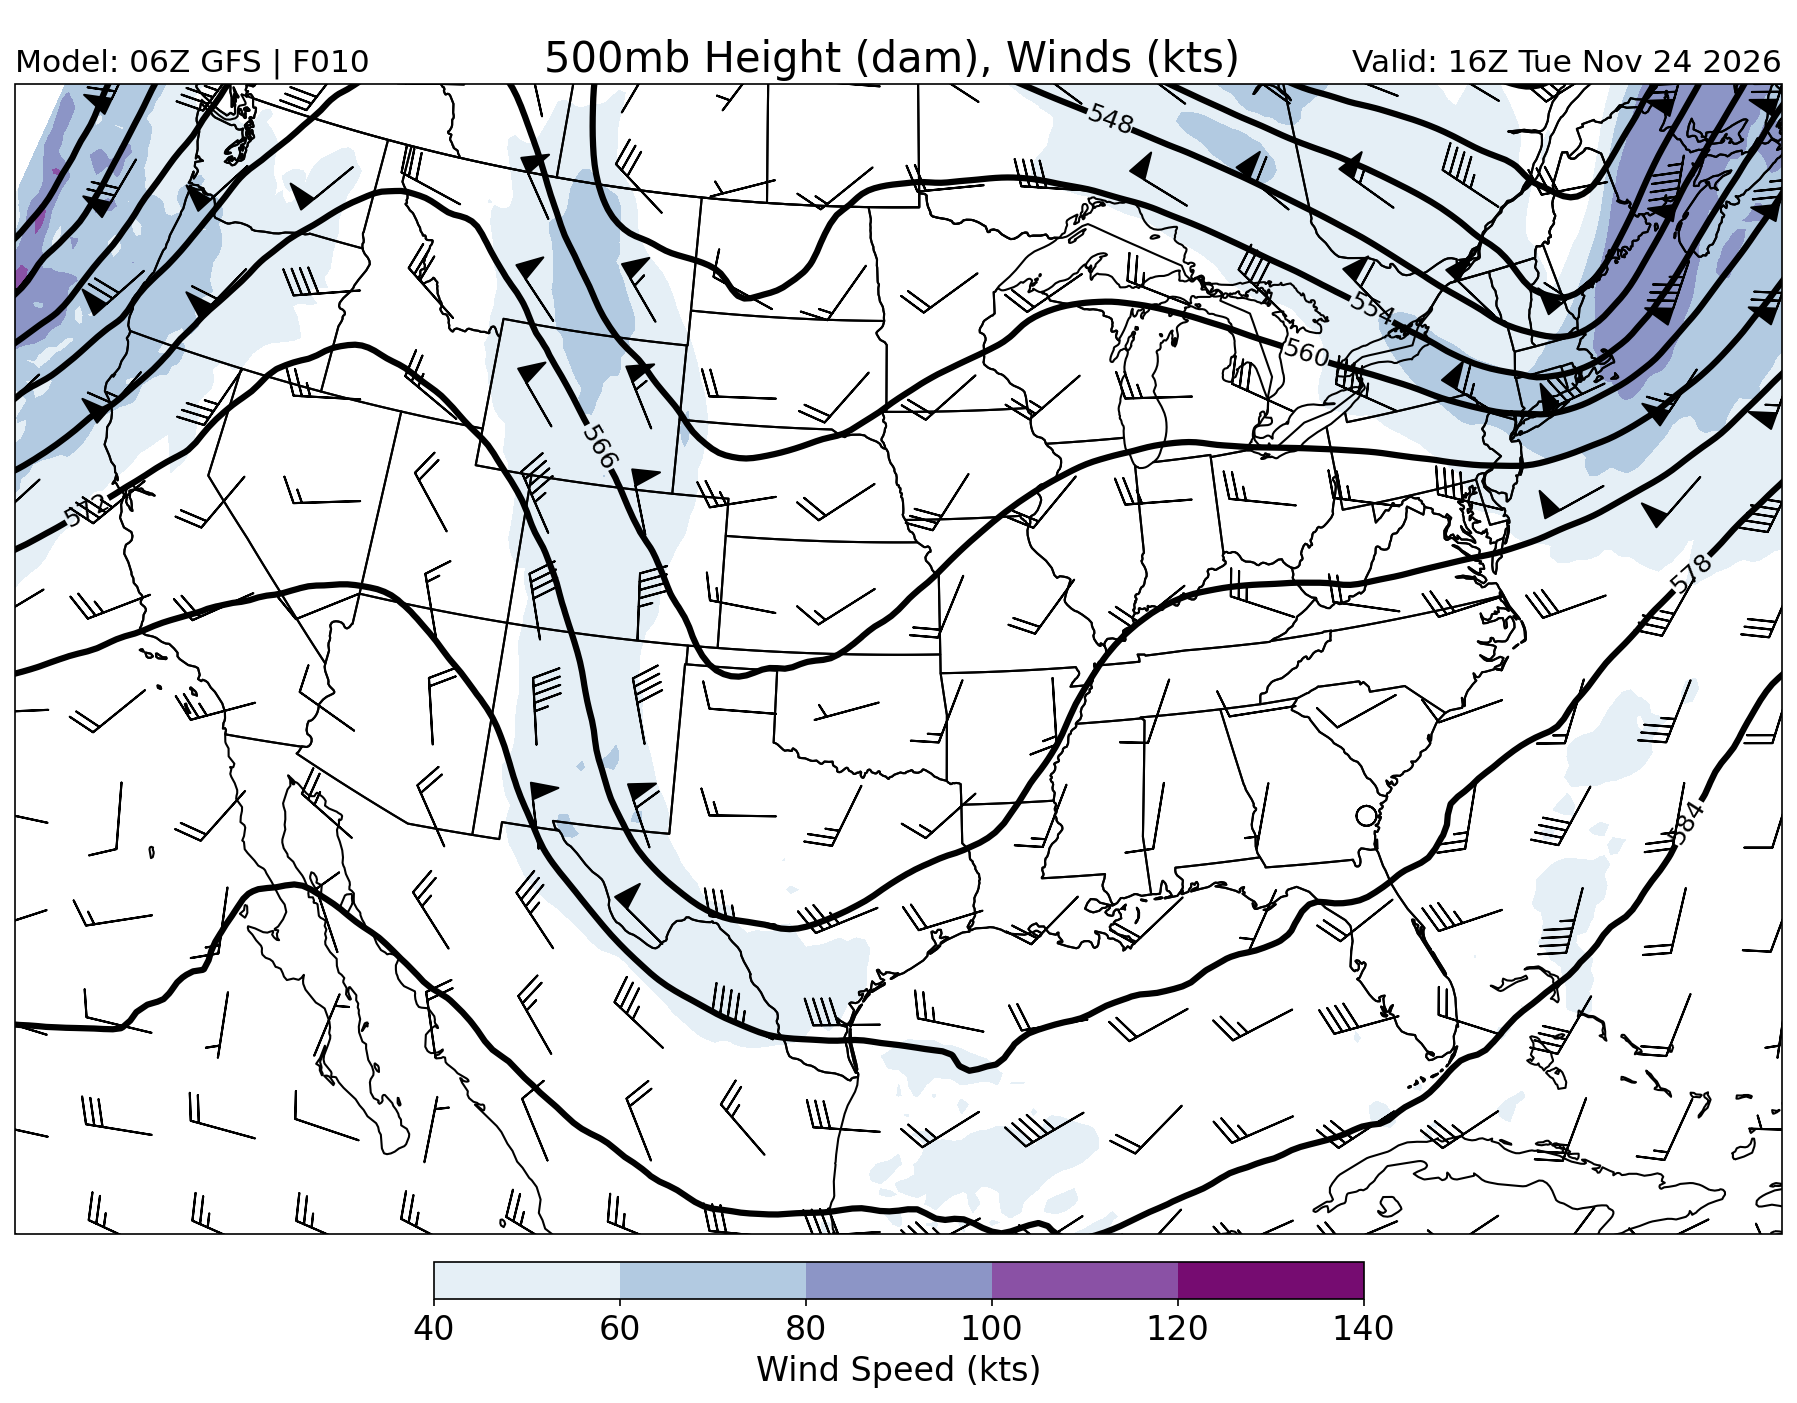 Model: 06Z GFS | F010
500mb Height (dam), Winds (kts)
Valid: 16Z Tue Nov 24 2026
548
554
560
566
572
578
584
40 60 80 100 120 140
Wind Speed (kts)